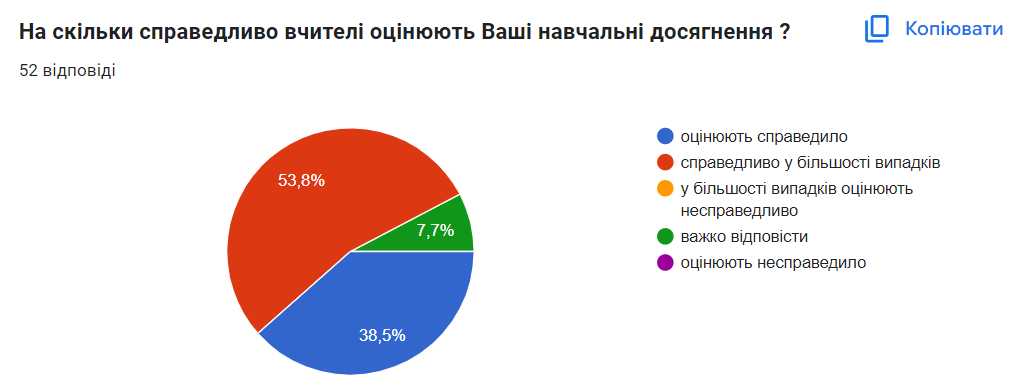 На скільки справедливо вчителі оцінюють Ваші навчальні досягнення ?
Копіювати
52 відповіді
53,8%
7,7%
38,5%
оцінюють справедило
справедливо у більшості випадків
у більшості випадків оцінюють
несправедливо
важко відповісти
оцінюють несправедило